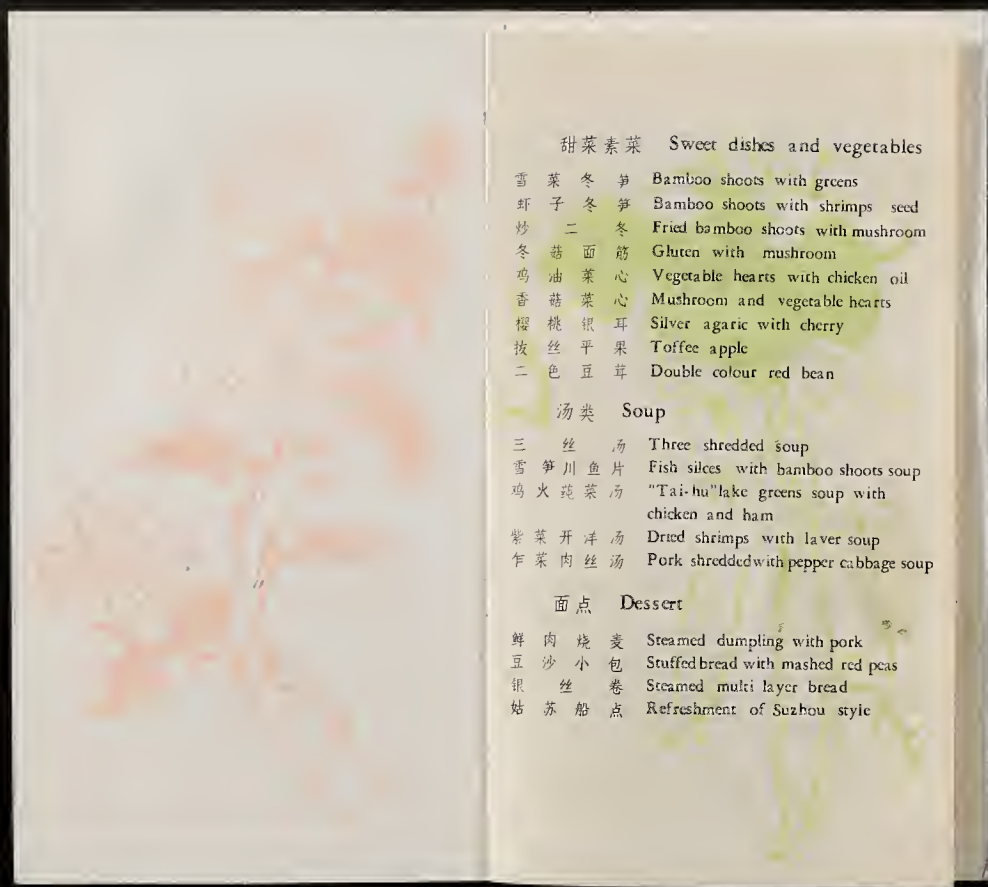 甜菜素菜 Sweet dishes and vegetables
雪菜冬笋 Bamboo shoots with greens
虾子冬笋 Bamboo shoots with shrimps seed
炒二冬 Fried bamboo shoots with mushroom
冬菇面筋 Gluten with mushroom
鸡油菜心 Vegetable hearts with chicken oil
香菇菜心 Mushroom and vegetable hearts
樱桃银耳 Silver agaric with cherry
拔丝平果 Toffee apple
二色豆茸 Double colour red bean
汤类 Soup
三丝汤 Three shredded soup
雪笋川鱼片 Fish silces with bamboo shoots soup
鸡火莼菜汤 "Tai-hu"lake greens soup with
chicken and ham
紫菜开洋汤 Dried shrimps with laver soup
乍菜肉丝汤 Pork shredded with pepper cabbage soup
面点 Dessert
鲜肉烧麦 Steamed dumpling with pork
豆沙小包 Stuffed bread with mashed red peas
银丝卷 Steamed multi layer bread
姑苏船点 Refreshment of Suzhou style